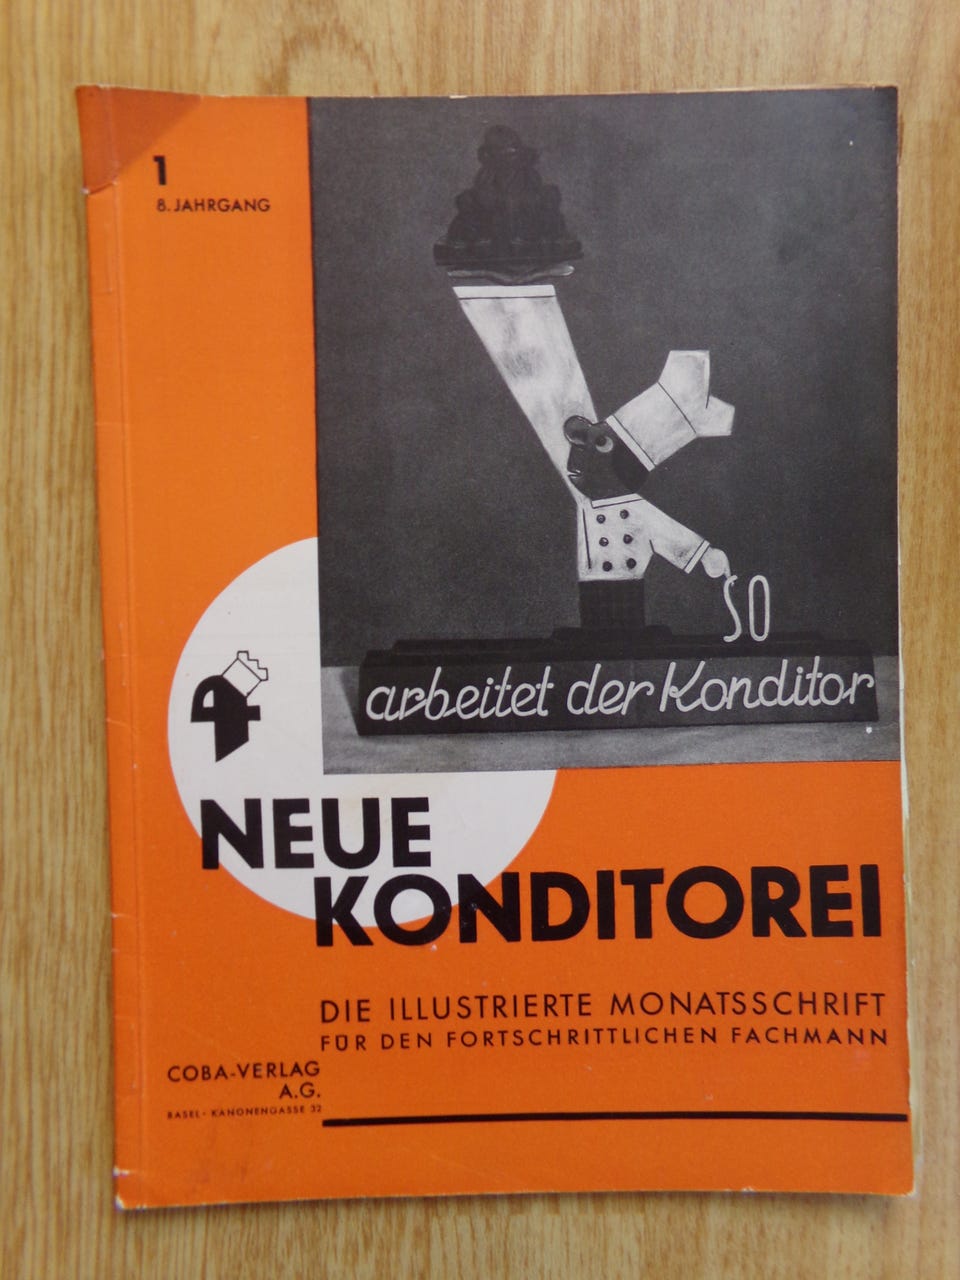 1
8. JAHRGANG
SO
arbeitet der Konditor
NEUE
KONDITOREI
DIE ILLUSTRIERTE MONATSSCHRIFT
FÜR DEN FORTSCHRITTLICHEN FACHMANN
COBA-VERLAG
A.G.
BASEL · KANONENGASSE 32